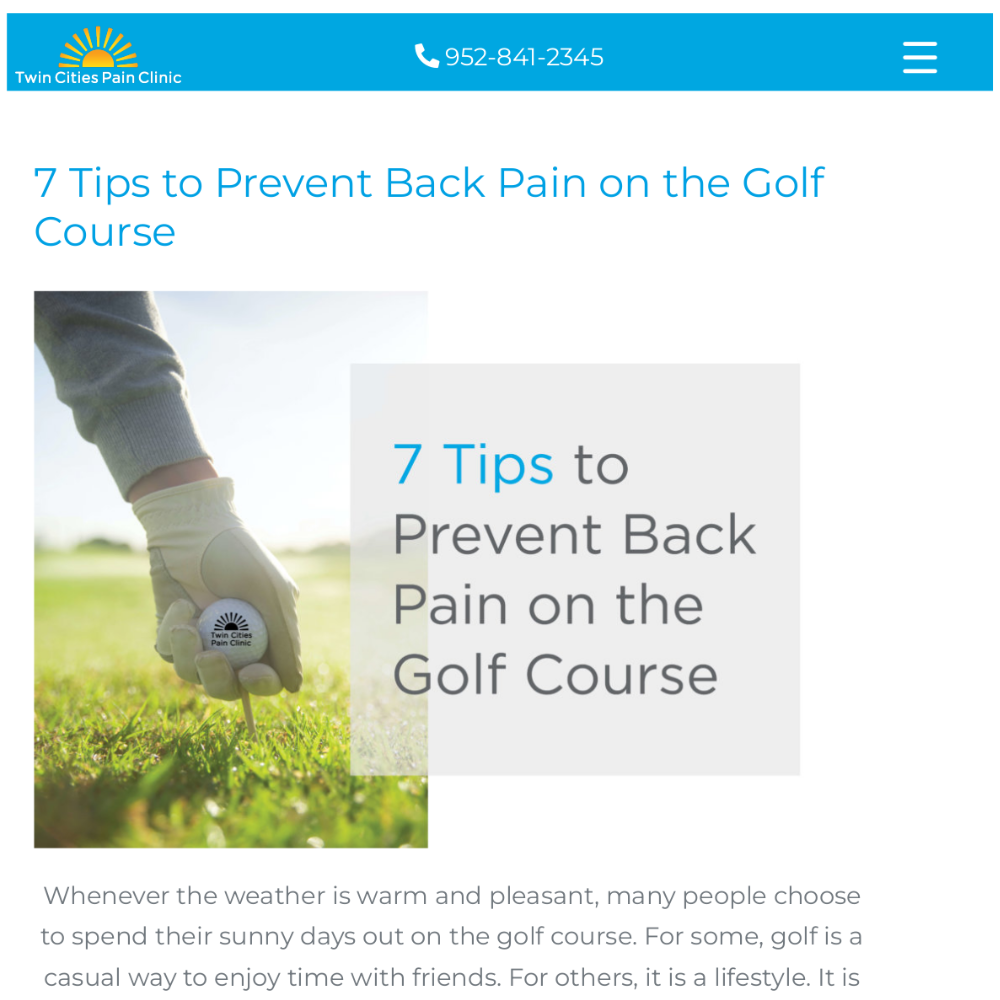 Twin Cities Pain Clinic
952-841-2345
7 Tips to Prevent Back Pain on the Golf
Course
7 Tips to
Prevent Back
Pain on the
Golf Course
Twin Cities
Pain Clinic
Whenever the weather is warm and pleasant, many people choose
to spend their sunny days out on the golf course. For some, golf is a
casual way to enjoy time with friends. For others, it is a lifestyle. It is